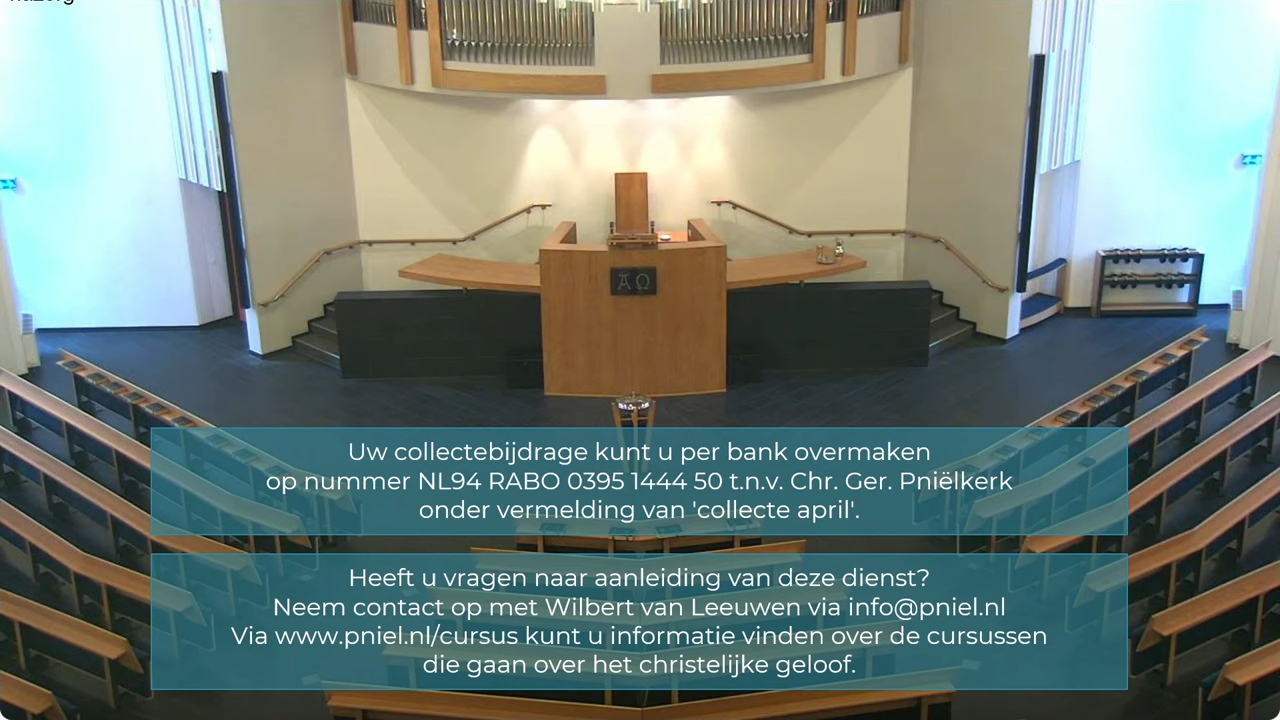 ΑΩ
Uw collectebijdrage kunt u per bank overmaken
op nummer NL94 RABO 0395 1444 50 t.n.v. Chr. Ger. Pniëlkerk
onder vermelding van 'collecte april'.
Heeft u vragen naar aanleiding van deze dienst?
Neem contact op met Wilbert van Leeuwen via info@pniel.nl
Via www.pniel.nl/cursus kunt u informatie vinden over de cursussen
die gaan over het christelijke geloof.